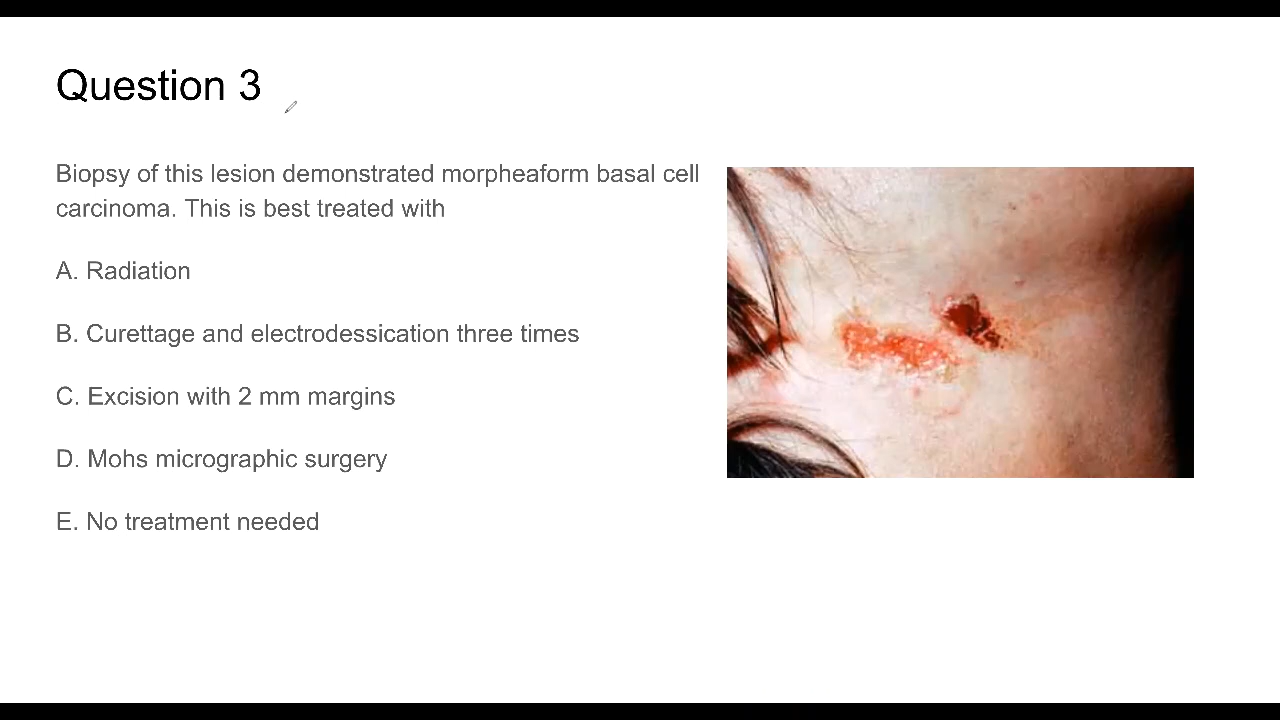 Question 3
Biopsy of this lesion demonstrated morpheaform basal cell
carcinoma. This is best treated with
A. Radiation
B. Curettage and electrodessication three times
C. Excision with 2 mm margins
D. Mohs micrographic surgery
E. No treatment needed